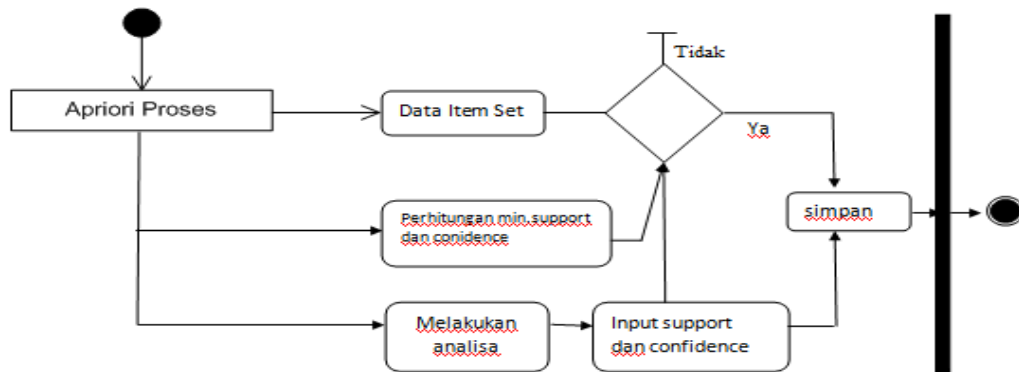 Tidak
Apriori Proses
Data Item Set
Ya
Perhitungan min.support
dan conidence
simpan
Melakukan
analisa
Input support
dan confidence